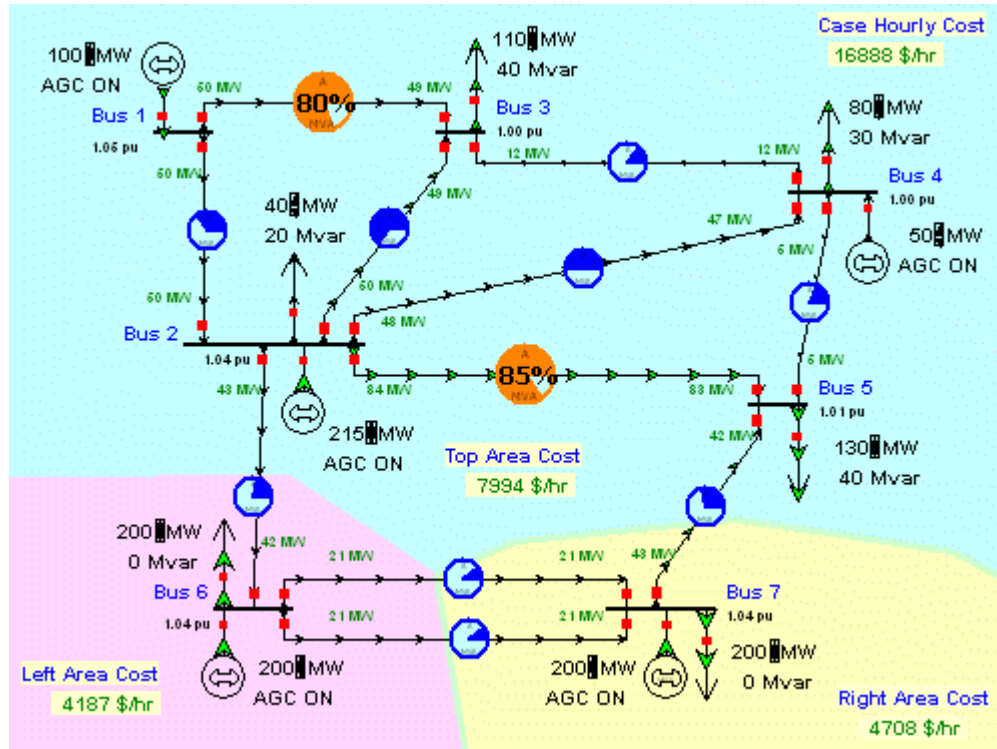 Case Hourly Cost
16888 $/hr
100 MW
AGC ON
Bus 1
1.05 pu
50 MW
A
80%
MVA
49 MW
110 MW
40 Mvar
Bus 3
1.00 pu
12 MW
12 MW
80 MW
30 Mvar
Bus 4
1.00 pu
50 MW
AGC ON
50 MW
50 MW
40 MW
20 Mvar
49 MW
50 MW
47 MW
48 MW
5 MW
5 MW
Bus 2
1.04 pu
43 MW
84 MW
A
85%
MVA
83 MW
Bus 5
1.01 pu
130 MW
40 Mvar
42 MW
215 MW
AGC ON
Top Area Cost
7994 $/hr
200 MW
0 Mvar
42 MW
Bus 6
1.04 pu
21 MW
21 MW
21 MW
21 MW
43 MW
Bus 7
1.04 pu
200 MW
AGC ON
200 MW
AGC ON
200 MW
0 Mvar
Left Area Cost
4187 $/hr
Right Area Cost
4708 $/hr